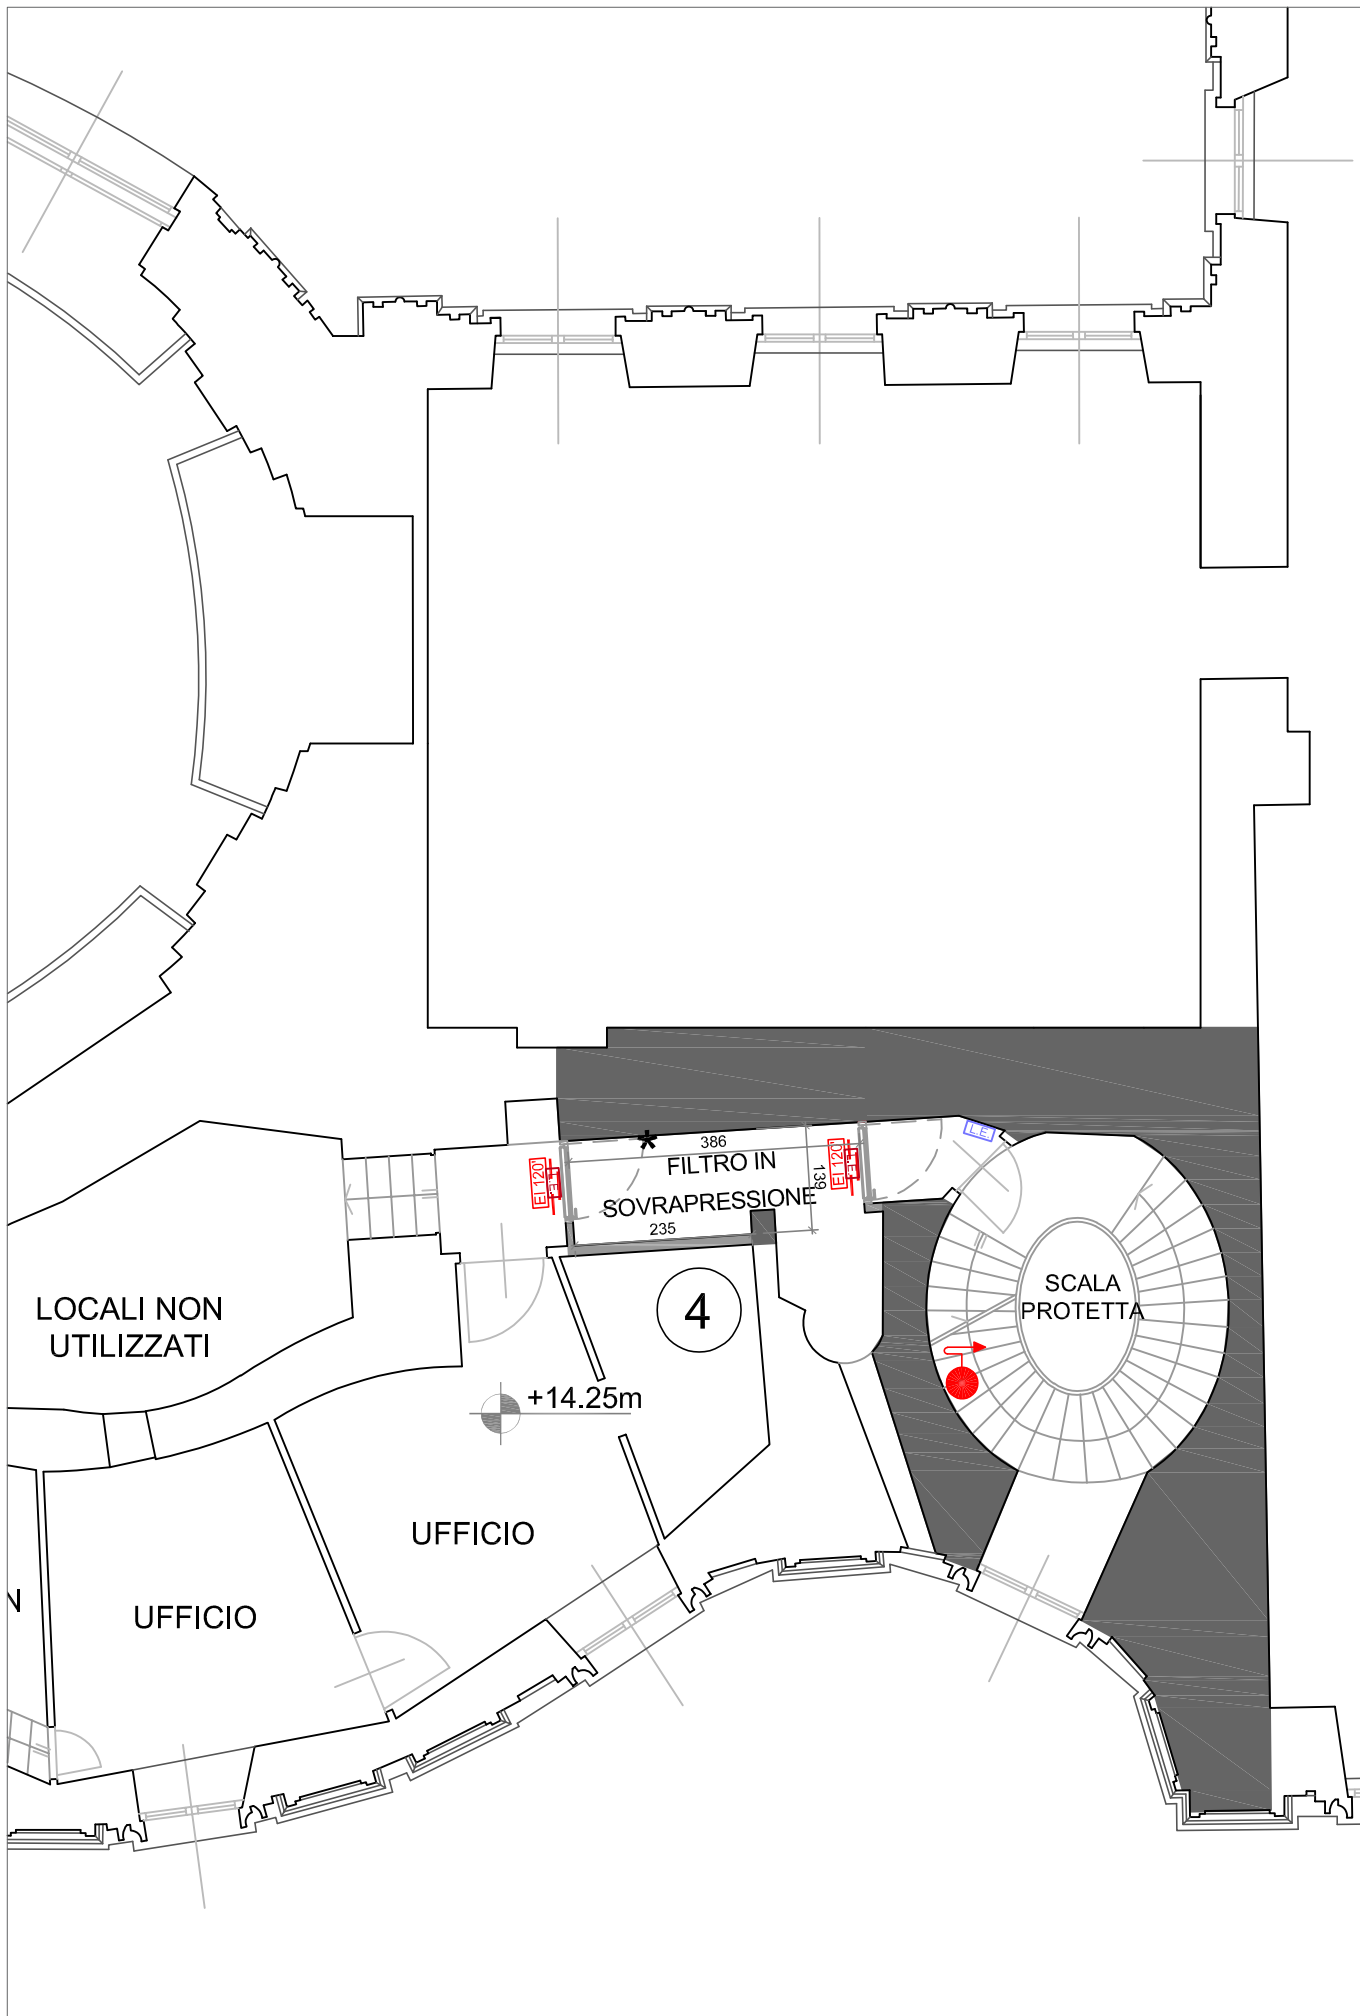 386
FILTRO IN
SOVRAPRESSIONE
139
235
EI 120'
L.E.
EI 120'
L.E.
L.E.
SCALA
PROTETTA
LOCALI NON
UTILIZZATI
4
+14.25m
UFFICIO
UFFICIO
N
*